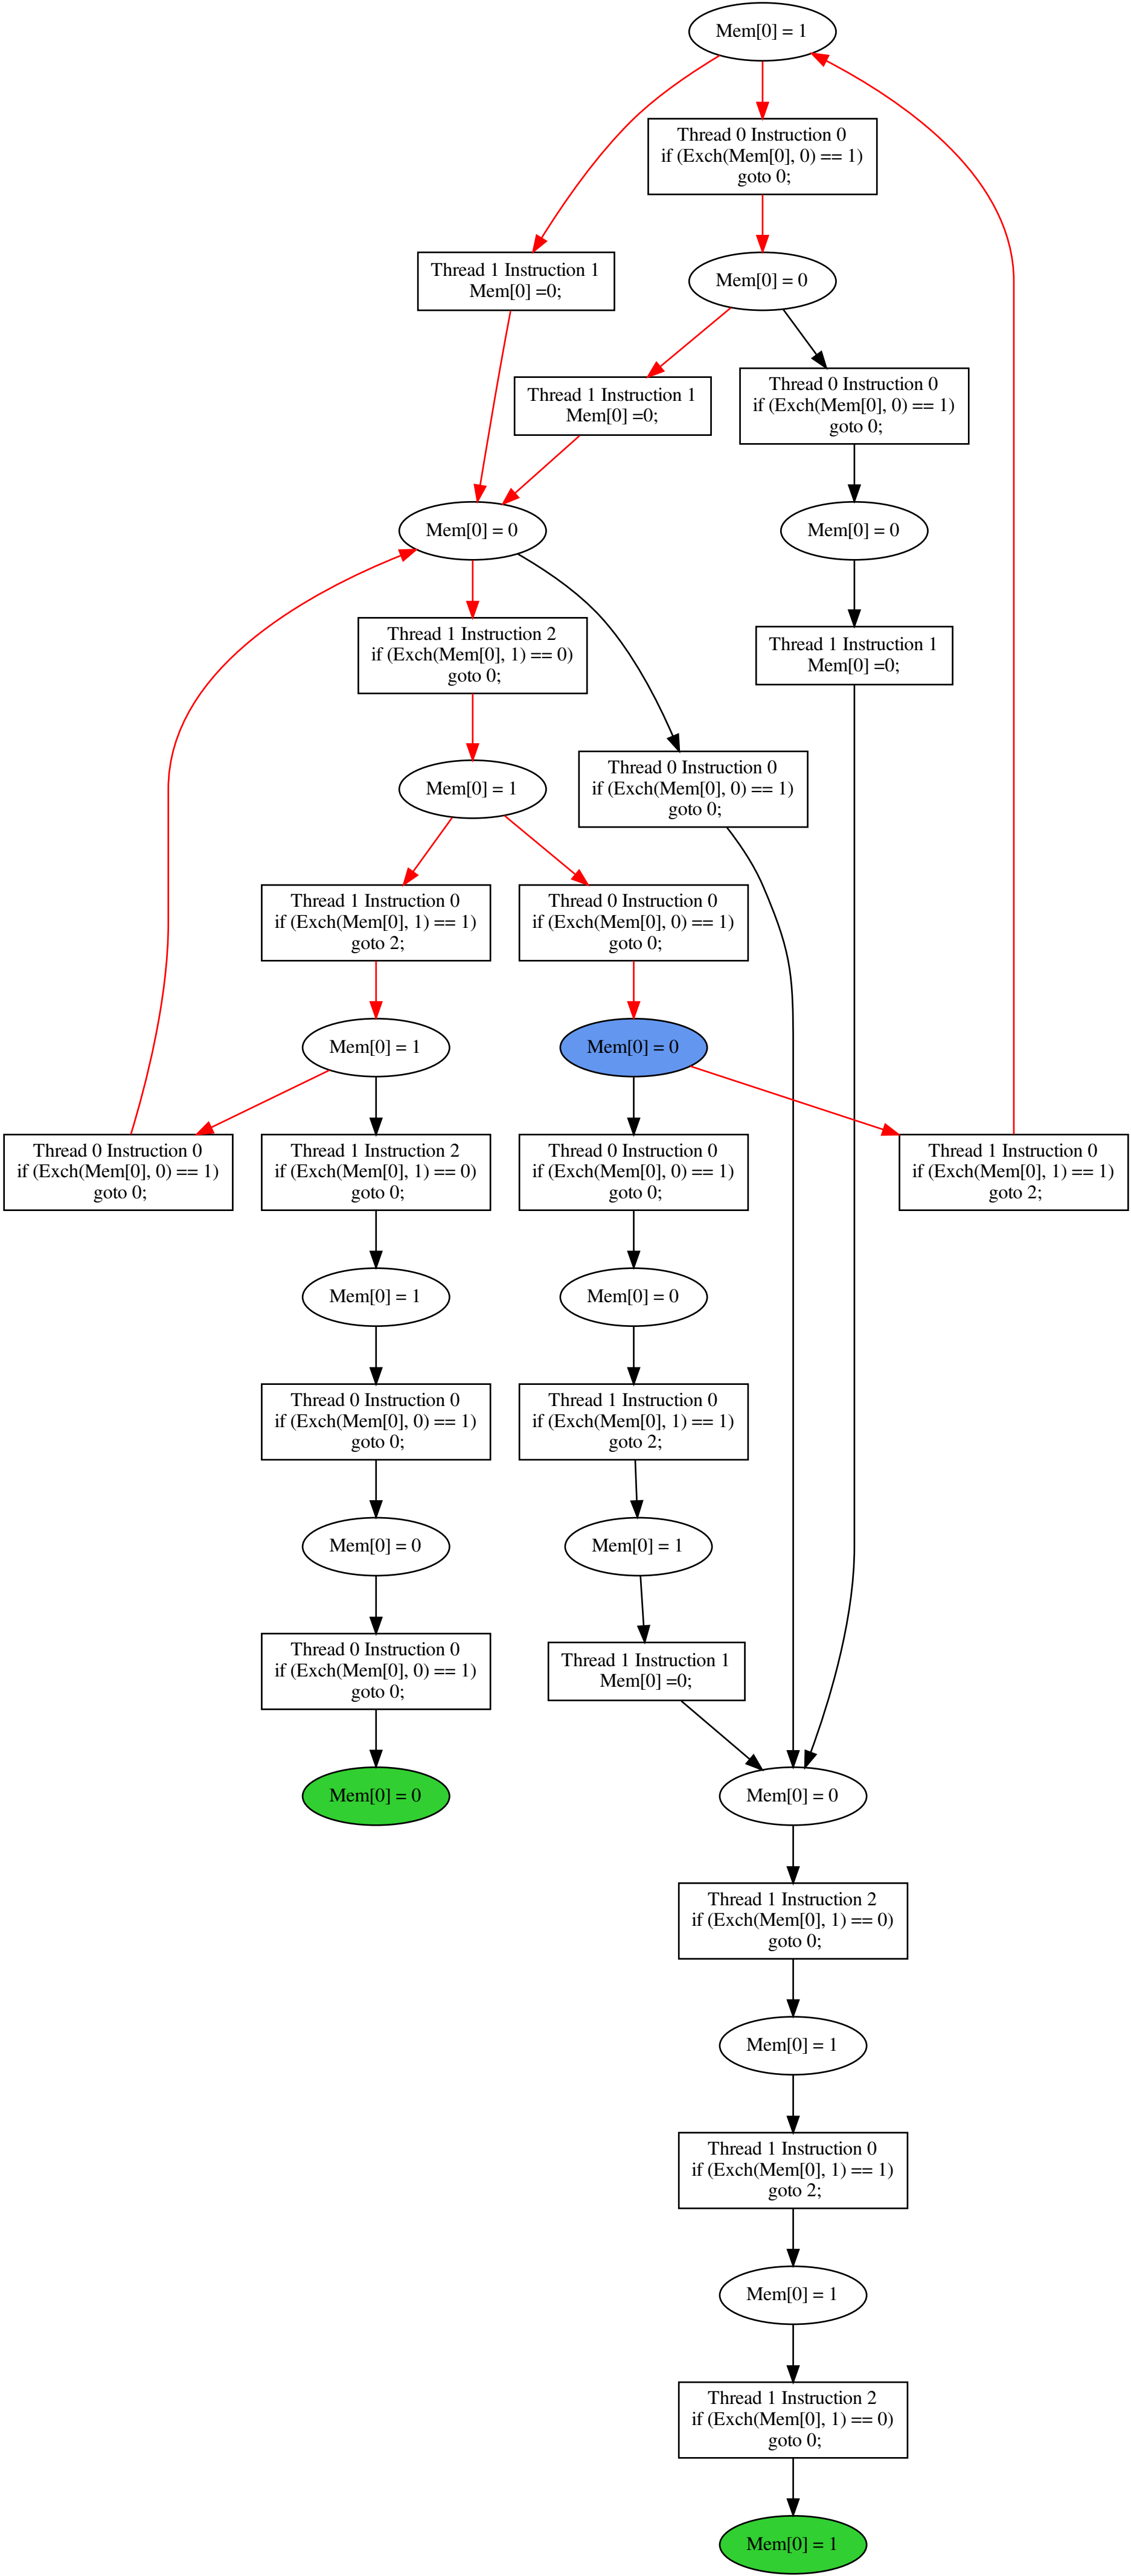 Mem[0] = 1
Thread 0 Instruction 0
if (Exch(Mem[0], 0) == 1)
goto 0;
Thread 1 Instruction 1
Mem[0] =0;
Mem[0] = 0
Thread 1 Instruction 1
Mem[0] =0;
Thread 0 Instruction 0
if (Exch(Mem[0], 0) == 1)
goto 0;
Mem[0] = 0
Mem[0] = 0
Thread 1 Instruction 2
if (Exch(Mem[0], 1) == 0)
goto 0;
Thread 1 Instruction 1
Mem[0] =0;
Mem[0] = 1
Thread 0 Instruction 0
if (Exch(Mem[0], 0) == 1)
goto 0;
Thread 1 Instruction 0
if (Exch(Mem[0], 1) == 1)
goto 2;
Thread 0 Instruction 0
if (Exch(Mem[0], 0) == 1)
goto 0;
Mem[0] = 1
Mem[0] = 0
Thread 0 Instruction 0
if (Exch(Mem[0], 0) == 1)
goto 0;
Thread 1 Instruction 2
if (Exch(Mem[0], 1) == 0)
goto 0;
Thread 0 Instruction 0
if (Exch(Mem[0], 0) == 1)
goto 0;
Thread 1 Instruction 0
if (Exch(Mem[0], 1) == 1)
goto 2;
Mem[0] = 1
Mem[0] = 0
Thread 0 Instruction 0
if (Exch(Mem[0], 0) == 1)
goto 0;
Thread 1 Instruction 0
if (Exch(Mem[0], 1) == 1)
goto 2;
Mem[0] = 0
Mem[0] = 1
Thread 0 Instruction 0
if (Exch(Mem[0], 0) == 1)
goto 0;
Thread 1 Instruction 1
Mem[0] =0;
Mem[0] = 0
Mem[0] = 0
Thread 1 Instruction 2
if (Exch(Mem[0], 1) == 0)
goto 0;
Mem[0] = 1
Thread 1 Instruction 0
if (Exch(Mem[0], 1) == 1)
goto 2;
Mem[0] = 1
Thread 1 Instruction 2
if (Exch(Mem[0], 1) == 0)
goto 0;
Mem[0] = 1